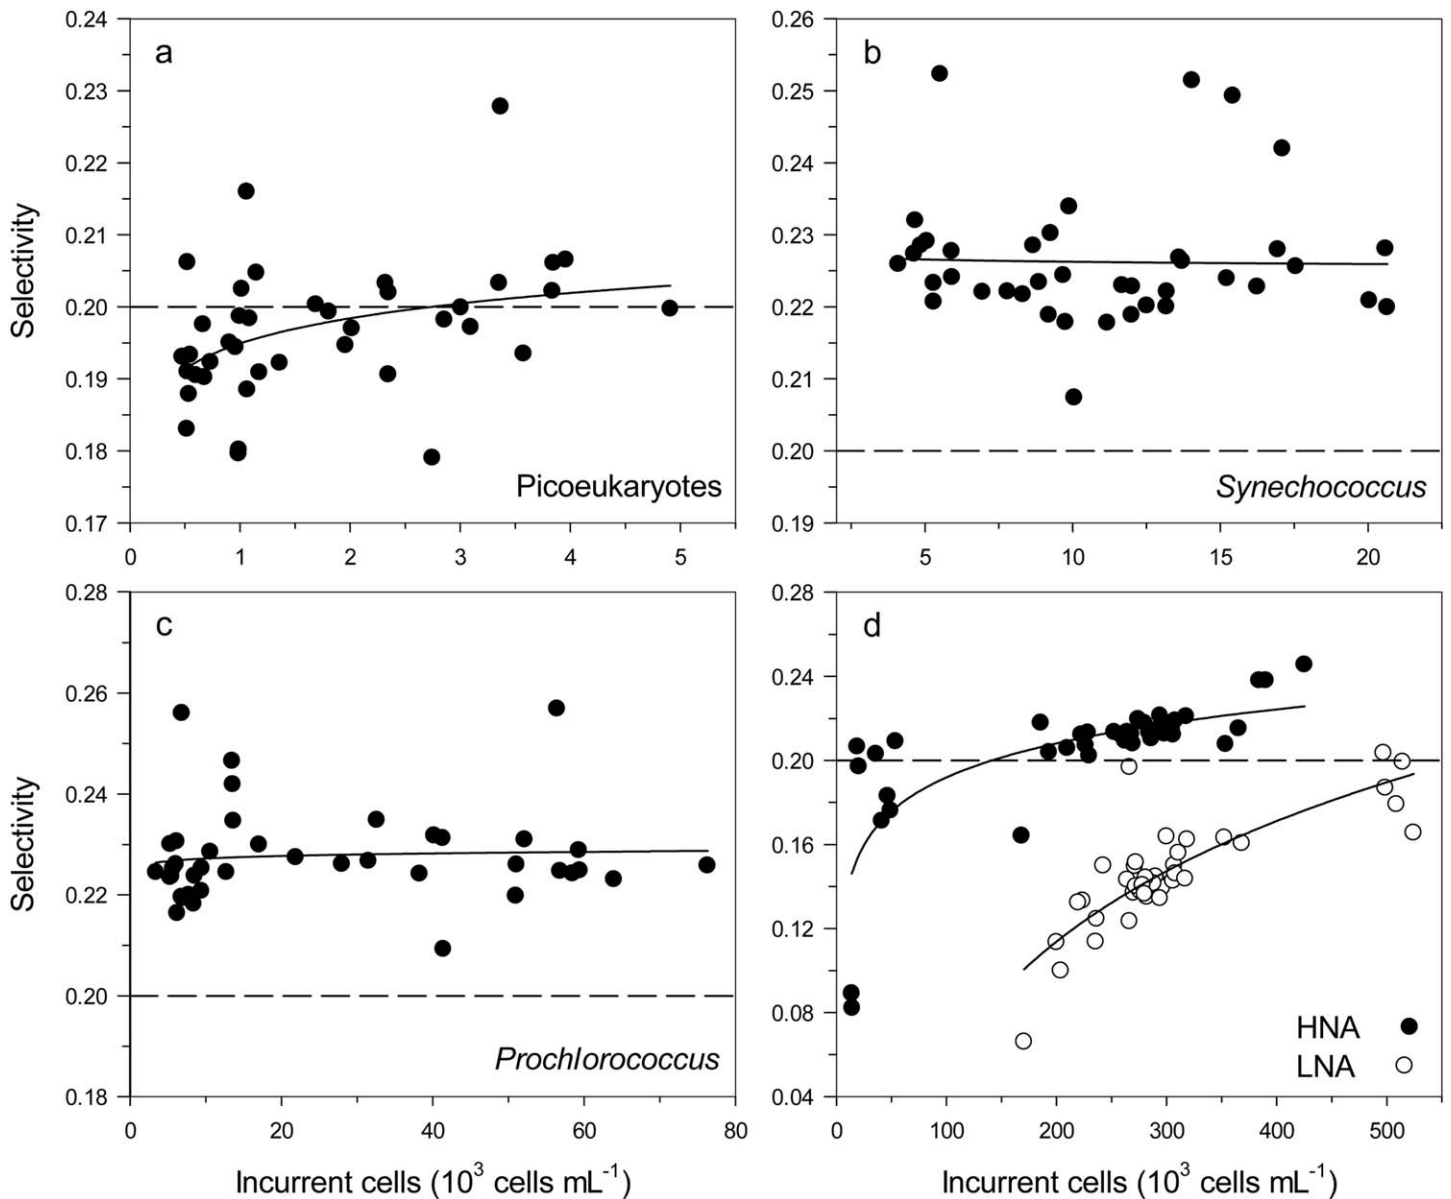 a
0.24
0.23
0.22
0.21
0.20
0.19
0.18
0.17
Selectivity
Picoeukaryotes
0 1 2 3 4 5
b
0.26
0.25
0.24
0.23
0.22
0.21
0.20
0.19
Synechococcus
5 10 15 20
c
0.28
0.26
0.24
0.22
0.20
0.18
Selectivity
Prochlorococcus
0 20 40 60 80
Incurrent cells (10³ cells mL⁻¹)
d
0.28
0.24
0.20
0.16
0.12
0.08
0.04
HNA
LNA
0 100 200 300 400 500
Incurrent cells (10³ cells mL⁻¹)